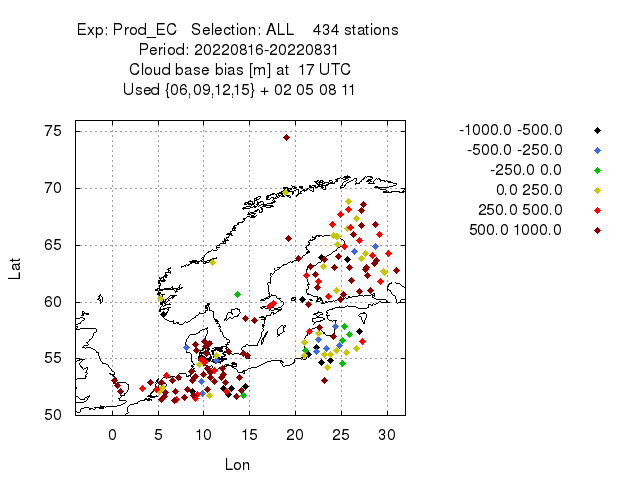 Exp: Prod_EC   Selection: ALL    434 stations
Period: 20220816-20220831
Cloud base bias [m] at  17 UTC
Used {06,09,12,15} + 02 05 08 11
-1000.0 -500.0
-500.0 -250.0
-250.0 0.0
0.0 250.0
250.0 500.0
500.0 1000.0
75
70
65
60
55
50
Lat
0 5 10 15 20 25 30
Lon